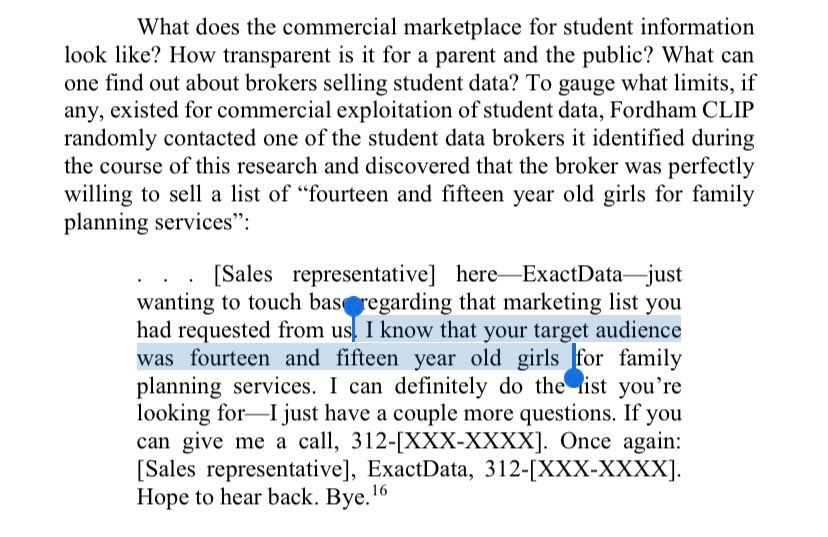 What does the commercial marketplace for student information
look like? How transparent is it for a parent and the public? What can
one find out about brokers selling student data? To gauge what limits, if
any, existed for commercial exploitation of student data, Fordham CLIP
randomly contacted one of the student data brokers it identified during
the course of this research and discovered that the broker was perfectly
willing to sell a list of “fourteen and fifteen year old girls for family
planning services”:
. . . [Sales representative] here—ExactData—just
wanting to touch base regarding that marketing list you
had requested from us. I know that your target audience
was fourteen and fifteen year old girls for family
planning services. I can definitely do the list you’re
looking for—I just have a couple more questions. If you
can give me a call, 312-[XXX-XXXX]. Once again:
[Sales representative], ExactData, 312-[XXX-XXXX].
Hope to hear back. Bye.16